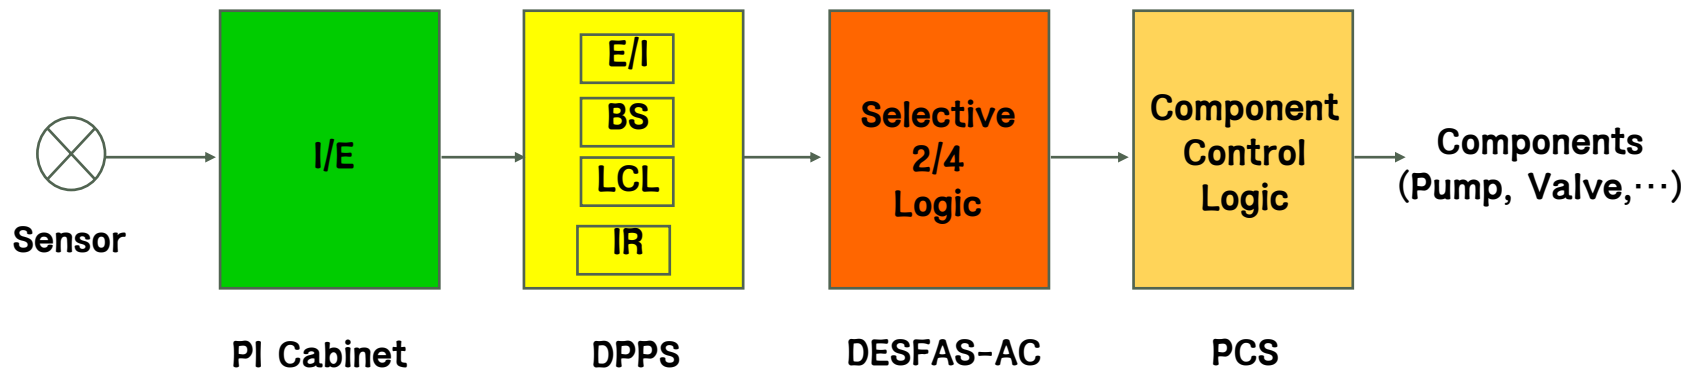 Sensor
I/E
PI Cabinet
E/I
BS
LCL
IR
DPPS
Selective
2/4
Logic
DESFAS-AC
Component
Control
Logic
PCS
Components
(Pump, Valve,⋯)